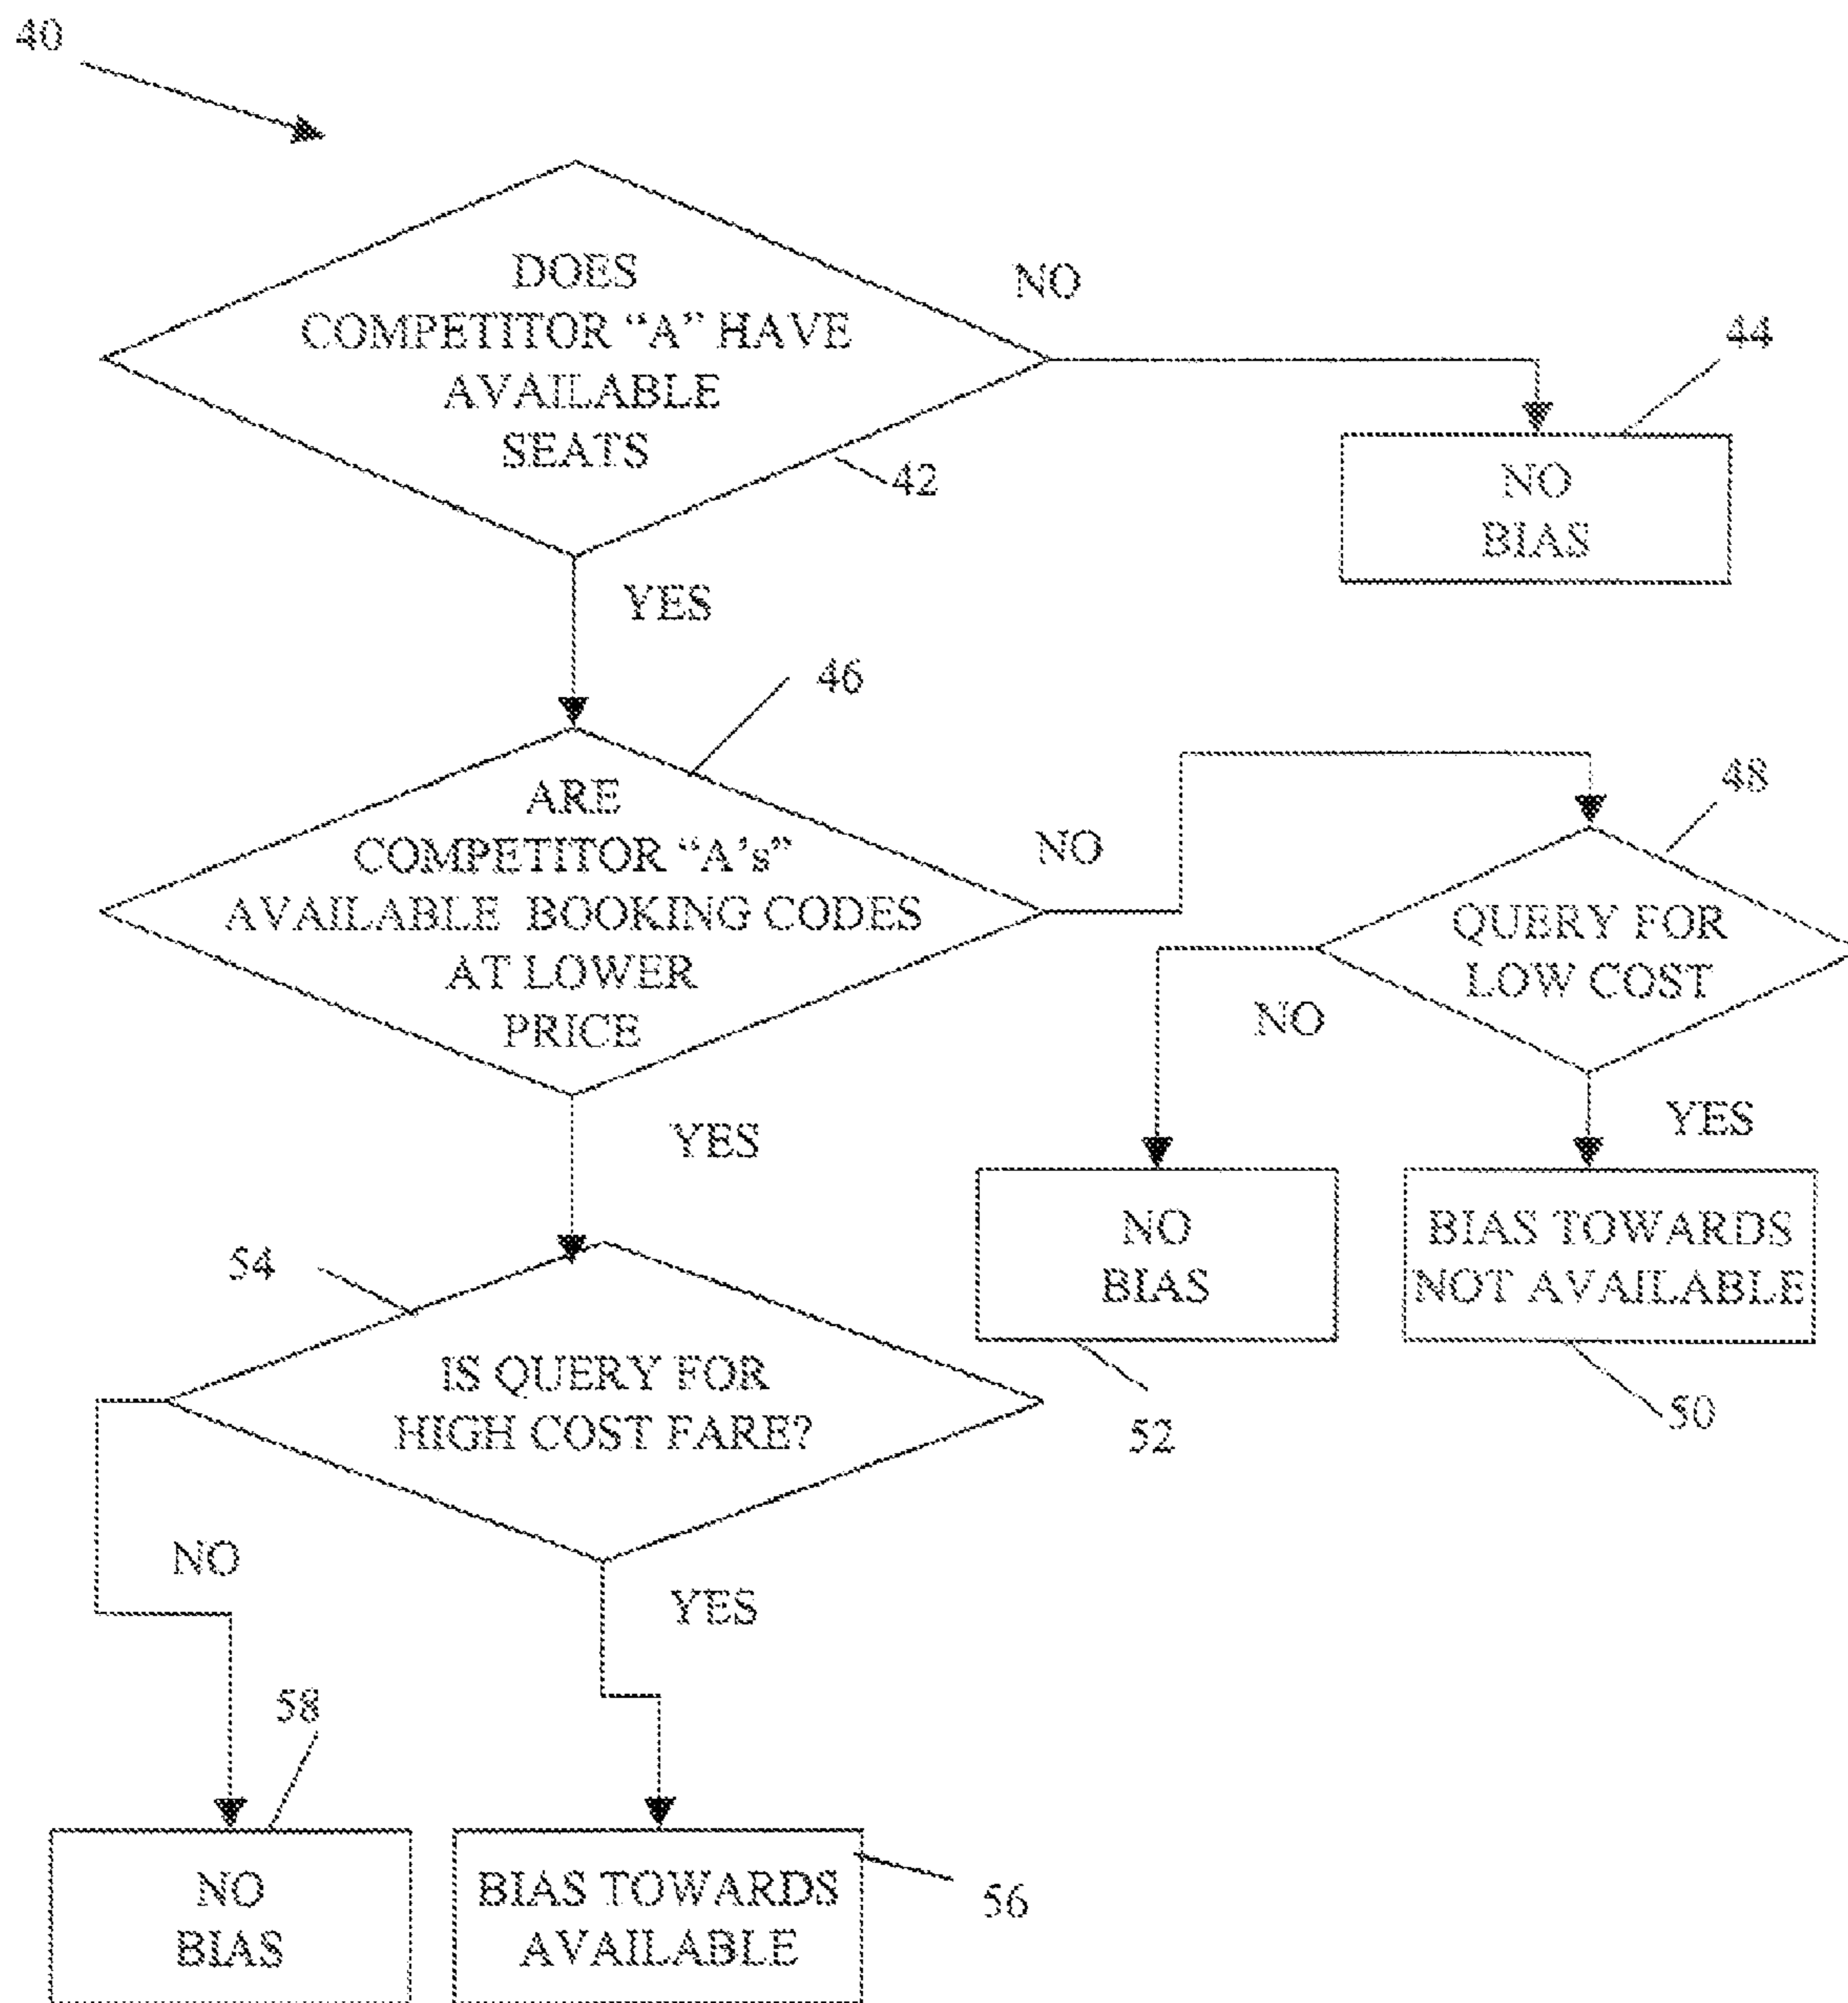 40
DOES
COMPETITOR “A” HAVE
AVAILABLE
SEATS
NO
42
44
NO
BIAS
YES
46
ARE
COMPETITOR “A’s”
AVAILABLE BOOKING CODES
AT LOWER
PRICE
NO
48
QUERY FOR
LOW COST
NO
YES
YES
NO
BIAS
52
BIAS TOWARDS
NOT AVAILABLE
50
54
IS QUERY FOR
HIGH COST FARE?
NO
YES
58
NO
BIAS
BIAS TOWARDS
AVAILABLE
56